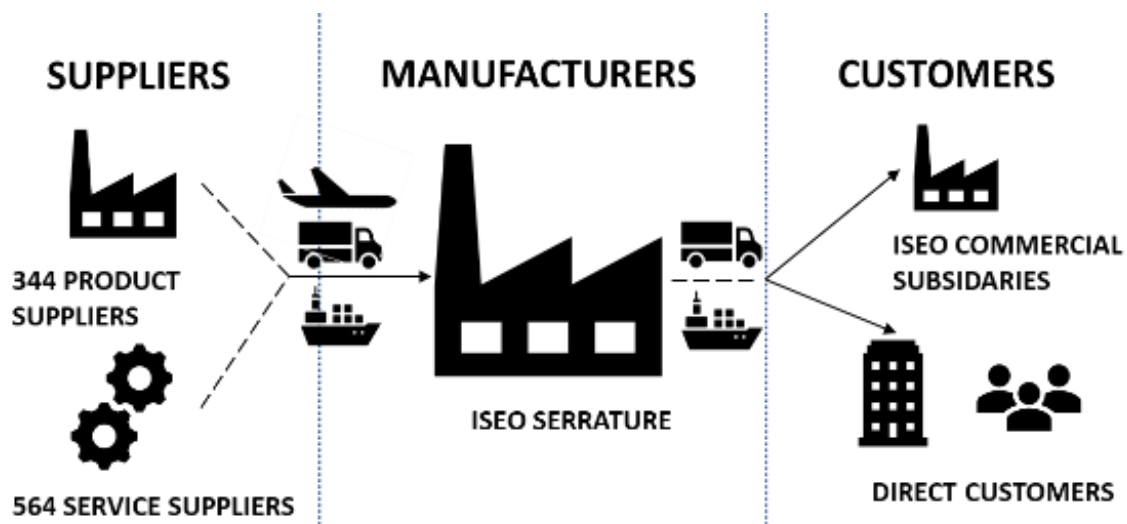 SUPPLIERS
MANUFACTURERS
CUSTOMERS
344 PRODUCT
SUPPLIERS
564 SERVICE SUPPLIERS
ISEO SERRATURE
ISEO COMMERCIAL
SUBSIDARIES
DIRECT CUSTOMERS